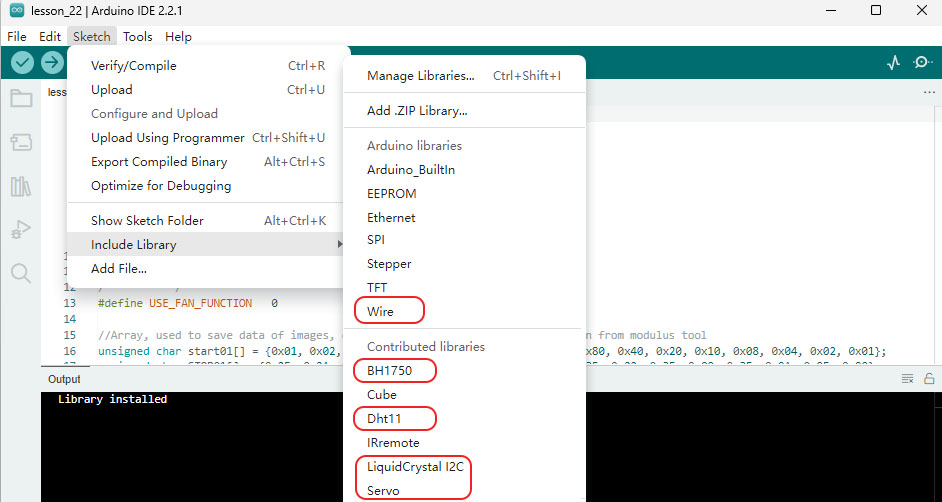 lesson_22 | Arduino IDE 2.2.1
File Edit Sketch Tools Help
Verify/Compile Ctrl+R
Upload Ctrl+U
Configure and Upload
Upload Using Programmer Ctrl+Shift+U
Export Compiled Binary Alt+Ctrl+S
Optimize for Debugging
Show Sketch Folder Alt+Ctrl+K
Include Library
Add File...
Manage Libraries... Ctrl+Shift+I
Add .ZIP Library...
Arduino libraries
Arduino_BuiltIn
EEPROM
Ethernet
SPI
Stepper
TFT
Wire
Contributed libraries
BH1750
Cube
Dht11
IRremote
LiquidCrystal I2C
Servo
12
13 #define USE_FAN_FUNCTION 0
14
15 //Array, used to save data of images, from modulus tool
16 unsigned char start01[] = {0x01, 0x02, x80, 0x40, 0x20, 0x10, 0x08, 0x04, 0x02, 0x01};
Output
Library installed